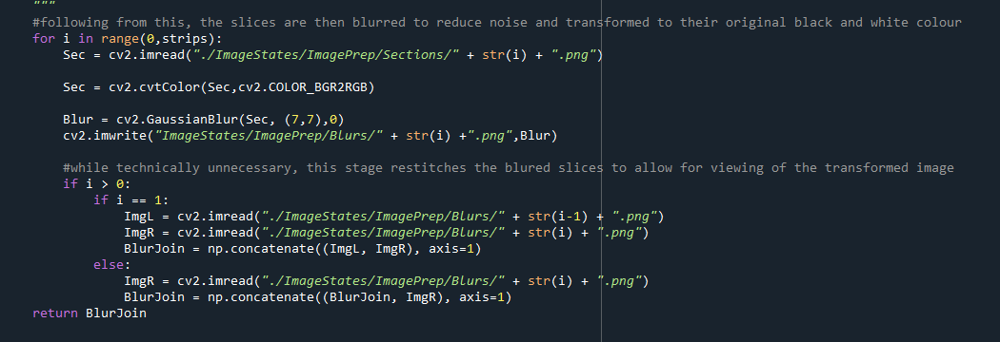 """
#following from this, the slices are then blurred to reduce noise and transformed to their original black and white colour
for i in range(0,strips):
Sec = cv2.imread("./ImageStates/ImagePrep/Sections/" + str(i) + ".png")
Sec = cv2.cvtColor(Sec,cv2.COLOR_BGR2RGB)
Blur = cv2.GaussianBlur(Sec, (7,7),0)
cv2.imwrite("ImageStates/ImagePrep/Blurs/" + str(i) +".png",Blur)
#while technically unnecessary, this stage restitches the blured slices to allow for viewing of the transformed image
if i > 0:
if i == 1:
ImgL = cv2.imread("./ImageStates/ImagePrep/Blurs/" + str(i-1) + ".png")
ImgR = cv2.imread("./ImageStates/ImagePrep/Blurs/" + str(i) + ".png")
BlurJoin = np.concatenate((ImgL, ImgR), axis=1)
else:
ImgR = cv2.imread("./ImageStates/ImagePrep/Blurs/" + str(i) + ".png")
BlurJoin = np.concatenate((BlurJoin, ImgR), axis=1)
return BlurJoin